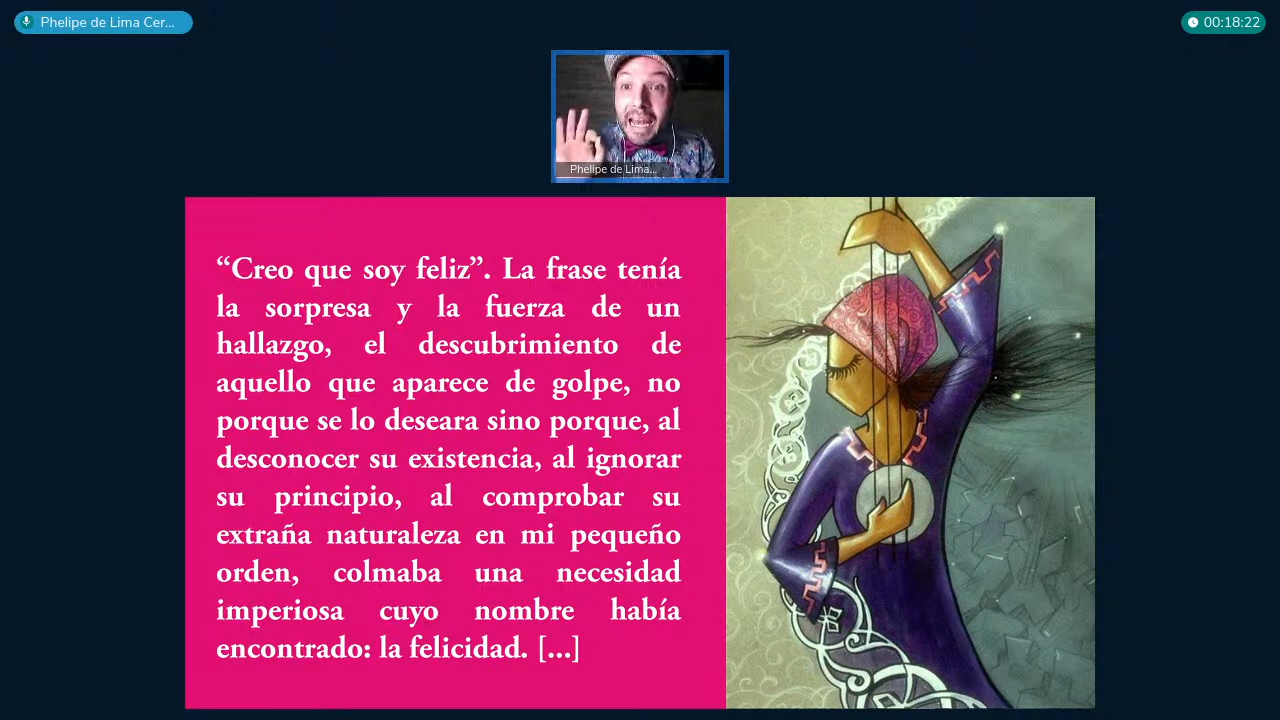 Phelipe de Lima Cer...
00:18:22
Phelipe de Lima...
“Creo que soy feliz”. La frase tenía
la sorpresa y la fuerza de un
hallazgo, el descubrimiento de
aquello que aparece de golpe, no
porque se lo deseara sino porque, al
desconocer su existencia, al ignorar
su principio, al comprobar su
extraña naturaleza en mi pequeño
orden, colmaba una necesidad
imperiosa cuyo nombre había
encontrado: la felicidad. [...]